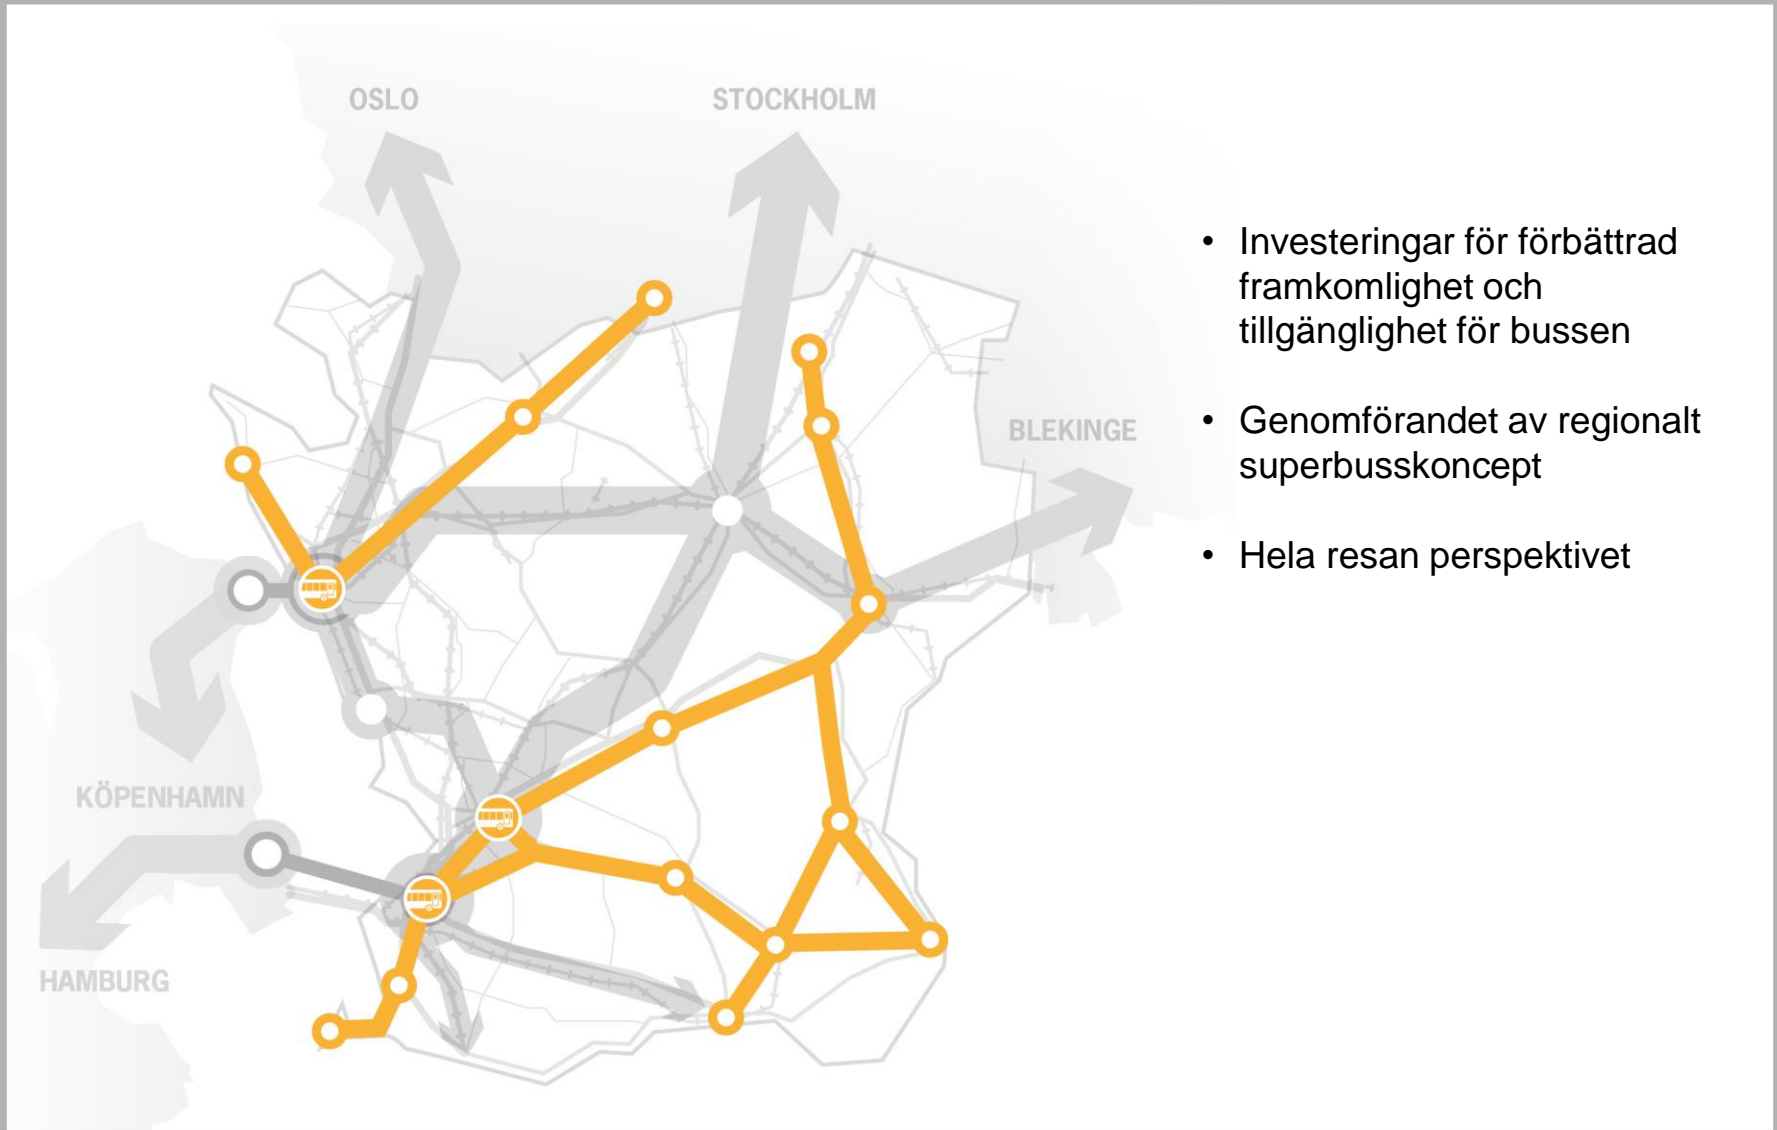 OSLO
STOCKHOLM
BLEKINGE
KÖPENHAMN
HAMBURG
• Investeringar för förbättrad
framkomlighet och
tillgänglighet för bussen
• Genomförandet av regionalt
superbusskoncept
• Hela resan perspektivet